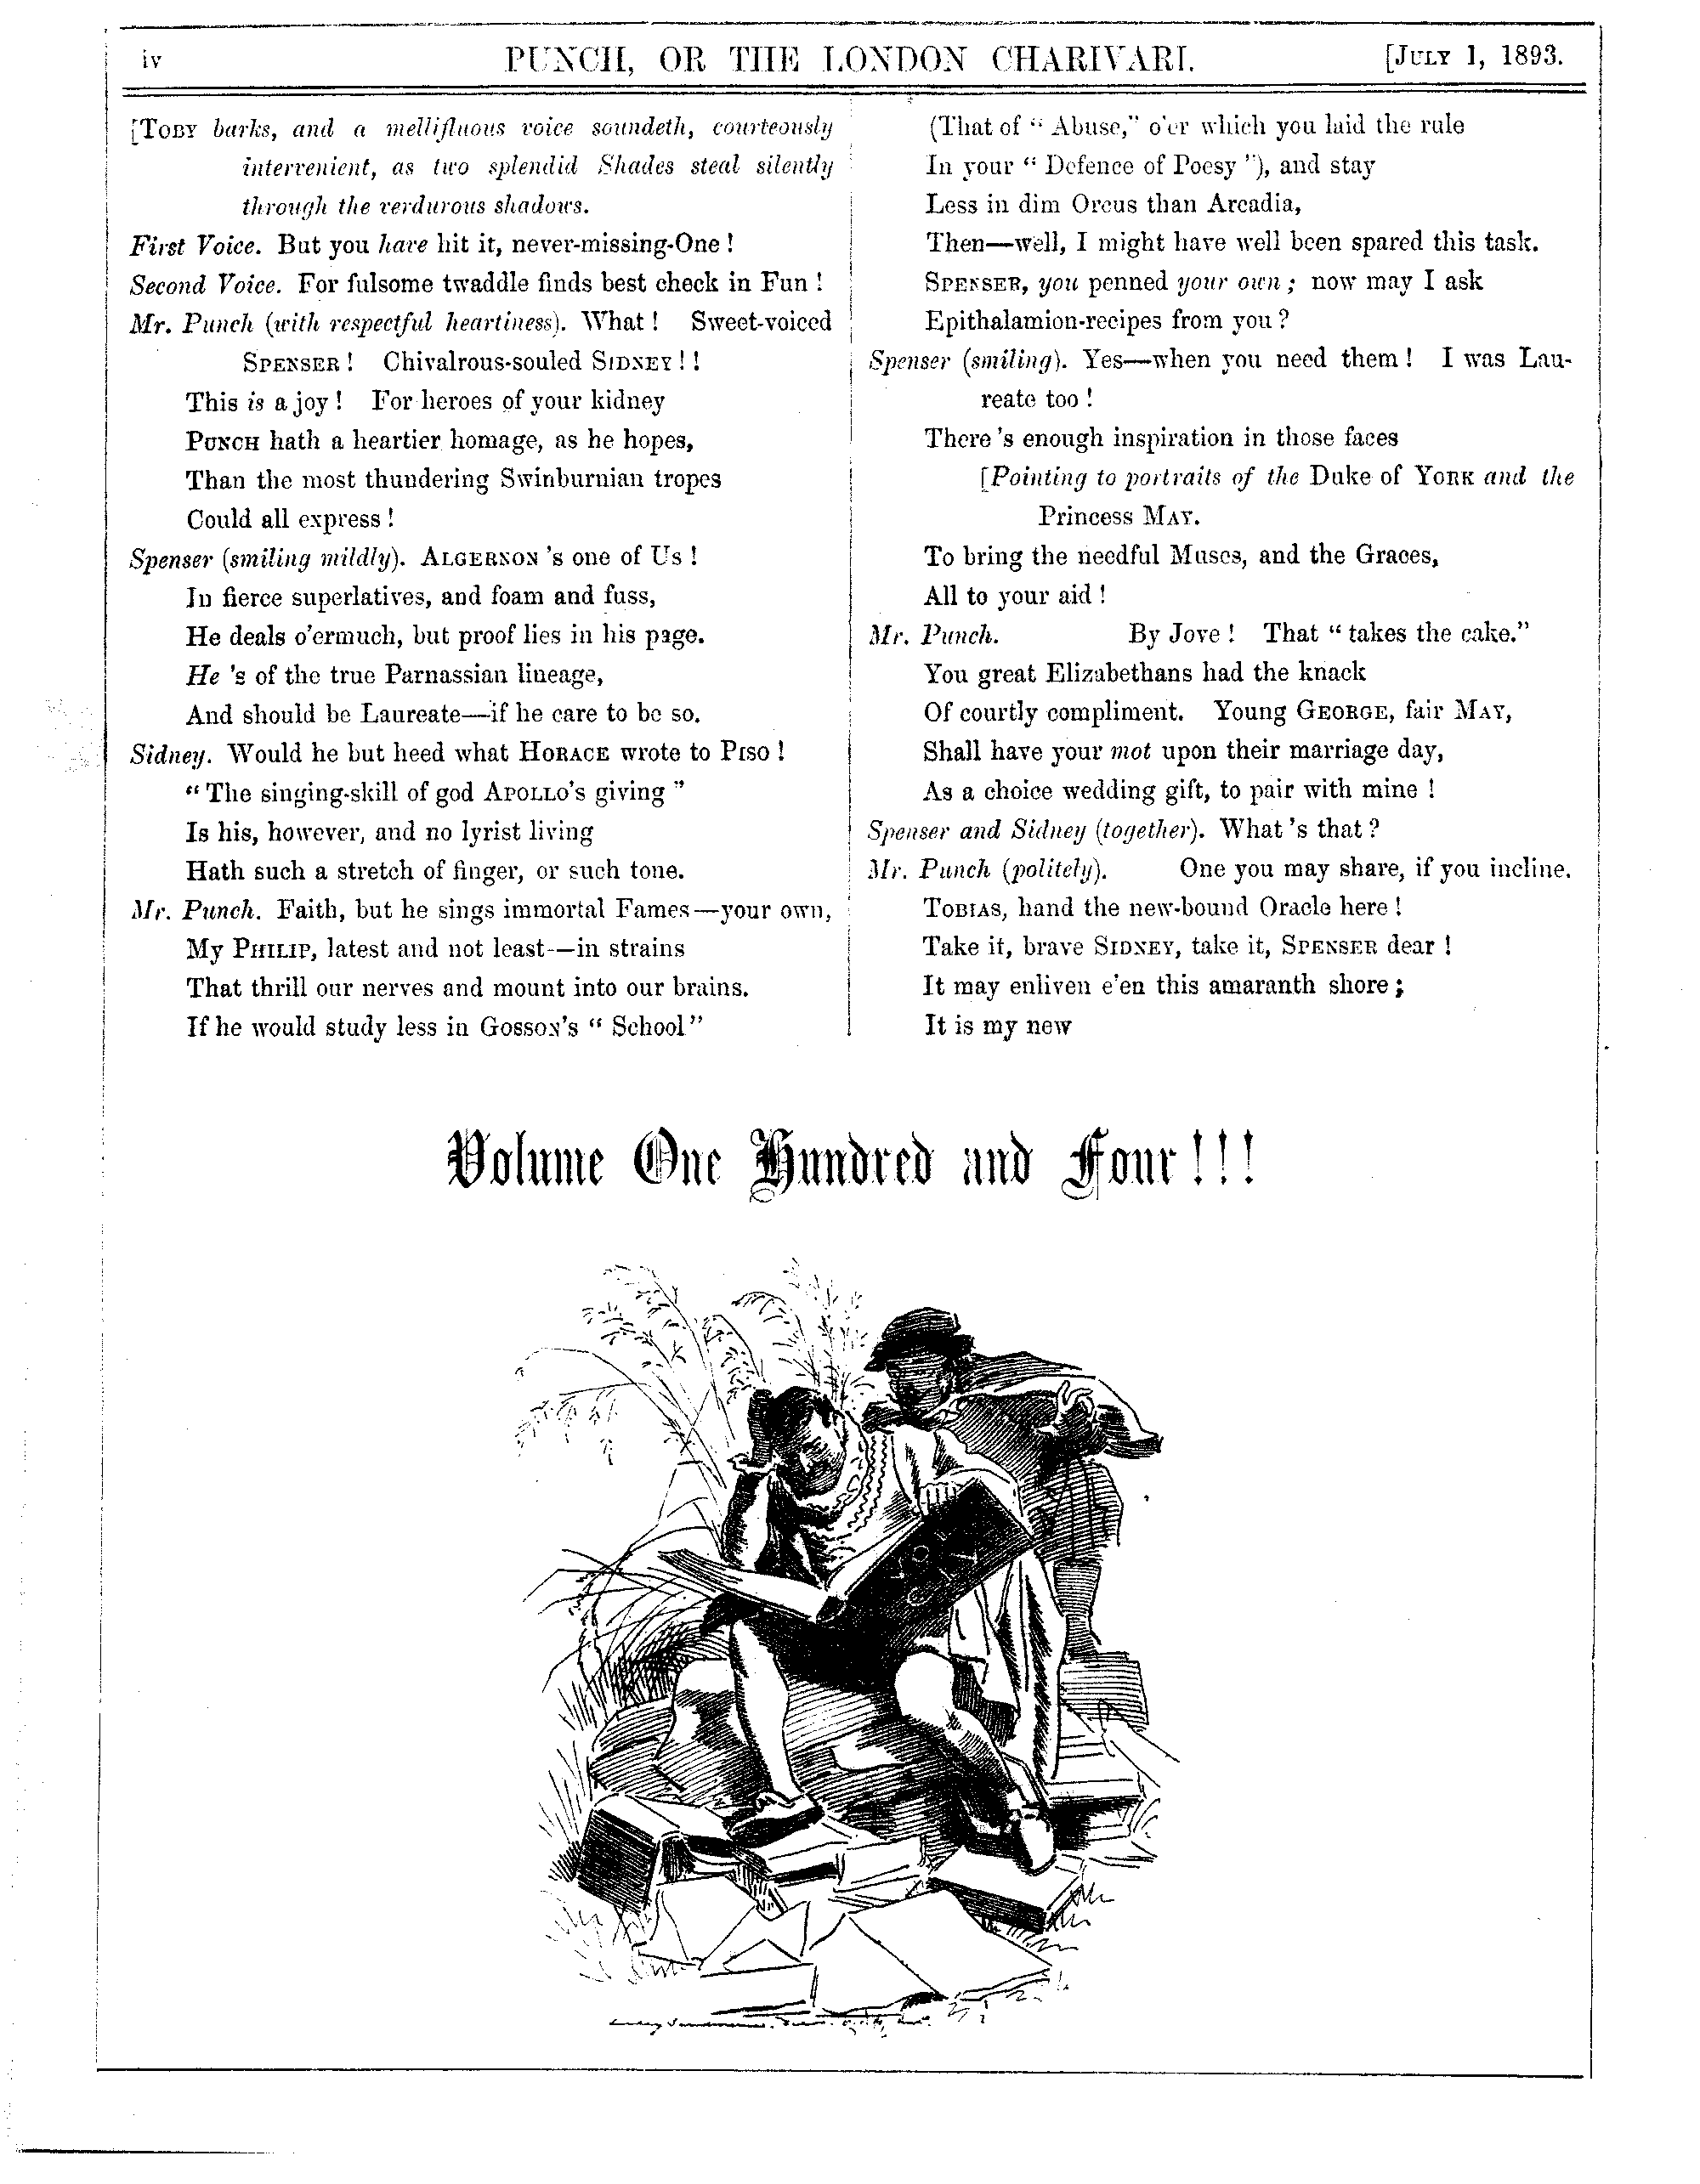 iv
PUNCH, OR THE LONDON CHARIVARI.
[JULY 1, 1893.
[TOBY barks, and a mellifluous voice soundeth, courteously
intervenient, as two splendid Shades steal silently
through the verdurous shadows.
First Voice. But you have hit it, never-missing-One !
Second Voice. For fulsome twaddle finds best check in Fun !
Mr. Punch (with respectful heartiness). What ! Sweet-voiced
SPENSER ! Chivalrous-souled SIDNEY ! !
This is a joy ! For heroes of your kidney
PUNCH hath a heartier homage, as he hopes,
Than the most thundering Swinburnian tropes
Could all express !
Spenser (smiling mildly). ALGERNON 's one of Us !
In fierce superlatives, and foam and fuss,
He deals o'ermuch, but proof lies in his page.
He 's of the true Parnassian lineage,
And should be Laureate—if he care to be so.
Sidney. Would he but heed what HORACE wrote to PISO !
“ The singing-skill of god APOLLO's giving ”
Is his, however, and no lyrist living
Hath such a stretch of finger, or such tone.
Mr. Punch. Faith, but he sings immortal Fames—your own,
My PHILIP, latest and not least—in strains
That thrill our nerves and mount into our brains.
If he would study less in GOSSON's “ School ”
(That of “ Abuse,” o'er which you laid the rule
In your “ Defence of Poesy ”), and stay
Less in dim Orcus than Arcadia,
Then—well, I might have well been spared this task.
SPENSER, you penned your own ; now may I ask
Epithalamion-recipes from you ?
Spenser (smiling). Yes—when you need them ! I was Lau-
reate too !
There 's enough inspiration in those faces
[Pointing to portraits of the Duke of YORK and the
Princess MAY.
To bring the needful Muses, and the Graces,
All to your aid !
Mr. Punch. By Jove ! That “ takes the cake.”
You great Elizabethans had the knack
Of courtly compliment. Young GEORGE, fair MAY,
Shall have your mot upon their marriage day,
As a choice wedding gift, to pair with mine !
Spenser and Sidney (together). What 's that ?
Mr. Punch (politely). One you may share, if you incline.
TOBIAS, hand the new-bound Oracle here !
Take it, brave SIDNEY, take it, SPENSER dear !
It may enliven e'en this amaranth shore ;
It is my new
Volume One Hundred and Four ! ! !
VOL
CIV